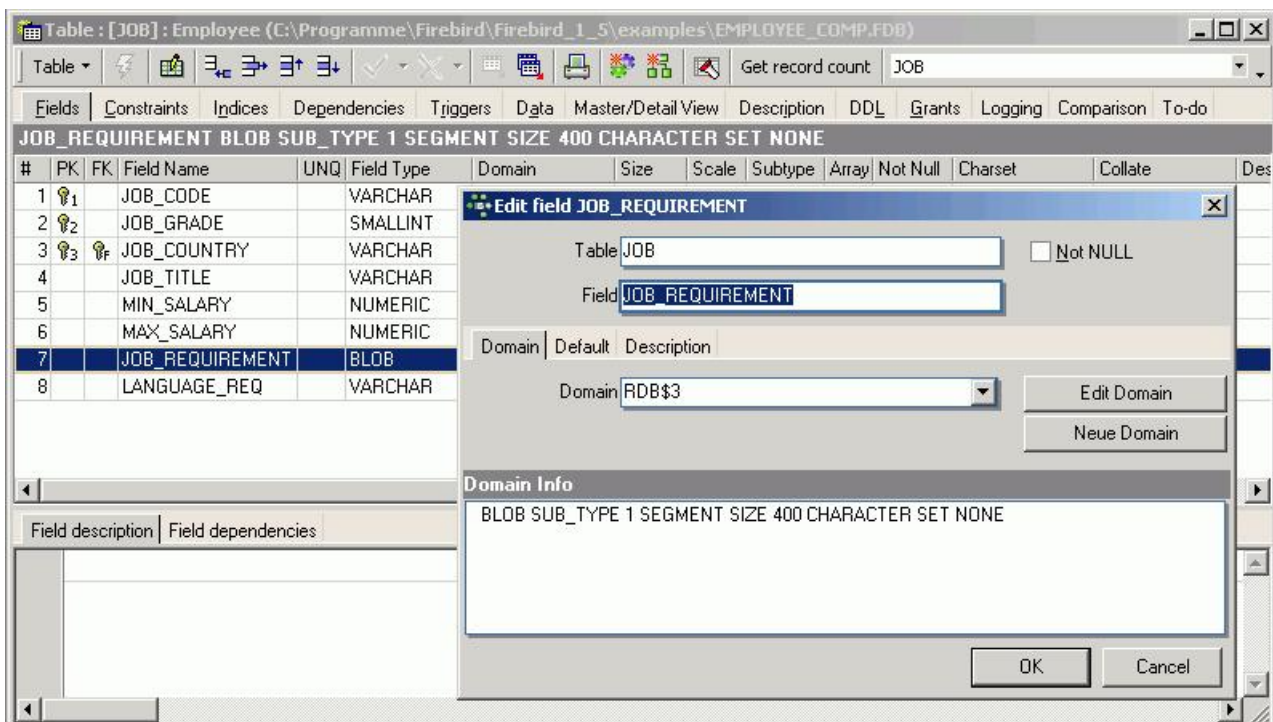 Table : [JOB] : Employee (C:\Programme\Firebird\Firebird_1_5\examples\EMPLOYEE_COMP.FDB)
Table Get record count JOB
Fields Constraints Indices Dependencies Triggers Data Master/Detail View Description DDL Grants Logging Comparison To-do
JOB_REQUIREMENT BLOB SUB_TYPE 1 SEGMENT SIZE 400 CHARACTER SET NONE
# PK FK Field Name UNQ Field Type Domain Size Scale Subtype Array Not Null Charset Collate Des
1 1 JOB_CODE VARCHAR
2 2 JOB_GRADE SMALLINT
3 3 F JOB_COUNTRY VARCHAR
4 JOB_TITLE VARCHAR
5 MIN_SALARY NUMERIC
6 MAX_SALARY NUMERIC
7 JOB_REQUIREMENT BLOB
8 LANGUAGE_REQ VARCHAR
Field description Field dependencies
Edit field JOB_REQUIREMENT
Table JOB Not NULL
Field JOB_REQUIREMENT
Domain Default Description
Domain RDB$3 Edit Domain
Neue Domain
Domain Info
BLOB SUB_TYPE 1 SEGMENT SIZE 400 CHARACTER SET NONE
OK Cancel